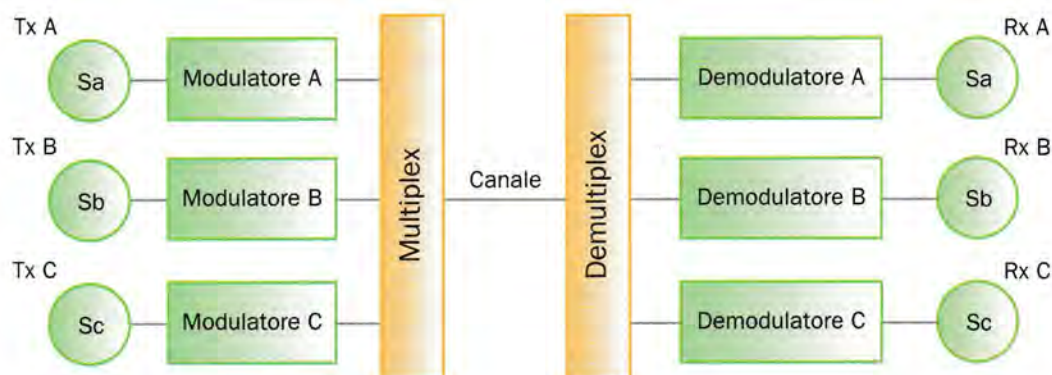 Tx A
Rx A
Sa
Modulatore A
Demodulatore A
Sa
Tx B
Rx B
Sb
Modulatore B
Multiplex
Canale
Demultiplex
Demodulatore B
Sb
Tx C
Rx C
Sc
Modulatore C
Demodulatore C
Sc